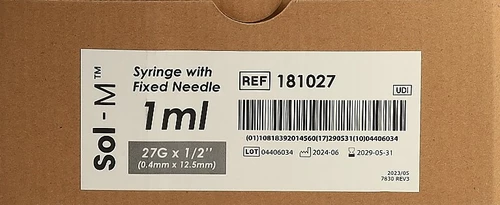 Sol-M™
Syringe with
Fixed Needle
1ml
27G x 1/2''
(0.4mm x 12.5mm)
REF 181027
UDI
(01)10818392014560(17)290531(10)04406034
LOT 04406034 2024-06 2029-05-31
2023/05
7630 REV3